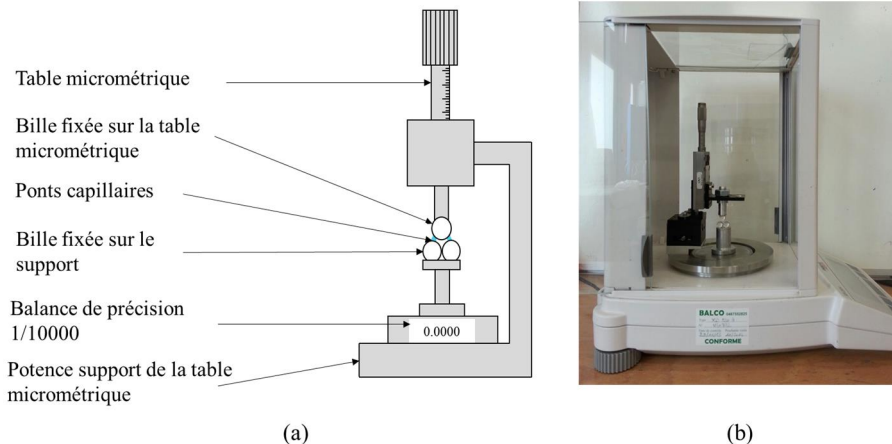 Table micrométrique
Bille fixée sur la table
micrométrique
Ponts capillaires
Bille fixée sur le
support
Balance de précision
1/10000
0.0000
Potence support de la table
micrométrique
BALCO
CONFORME
(a)
(b)